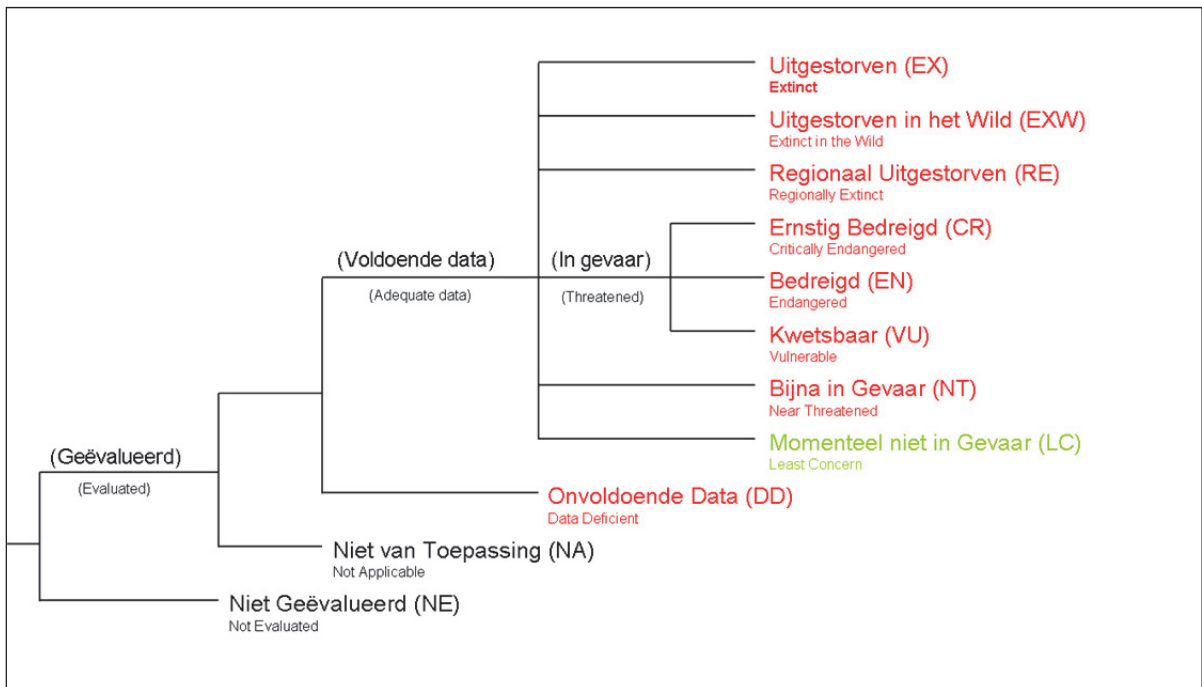 Uitgestorven (EX)
Extinct
Uitgestorven in het Wild (EXW)
Extinct in the Wild
Regionaal Uitgestorven (RE)
Regionally Extinct
Ernstig Bedreigd (CR)
Critically Endangered
(Voldoende data)
(Adequate data)
(In gevaar)
(Threatened)
Bedreigd (EN)
Endangered
Kwetsbaar (VU)
Vulnerable
Bijna in Gevaar (NT)
Near Threatened
Momenteel niet in Gevaar (LC)
Least Concern
(Geëvalueerd)
(Evaluated)
Onvoldoende Data (DD)
Data Deficient
Niet van Toepassing (NA)
Not Applicable
Niet Geëvalueerd (NE)
Not Evaluated